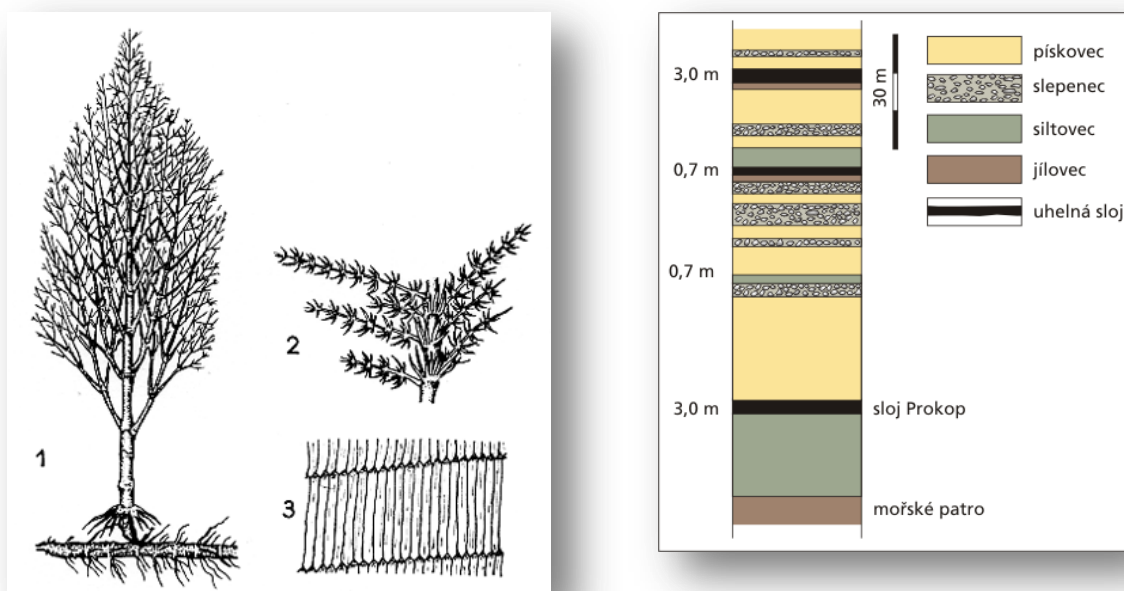 1
2
3
3,0 m
0,7 m
0,7 m
3,0 m
30 m
pískovec
slepenec
siltovec
jílovec
uhelná sloj
sloj Prokop
mořské patro